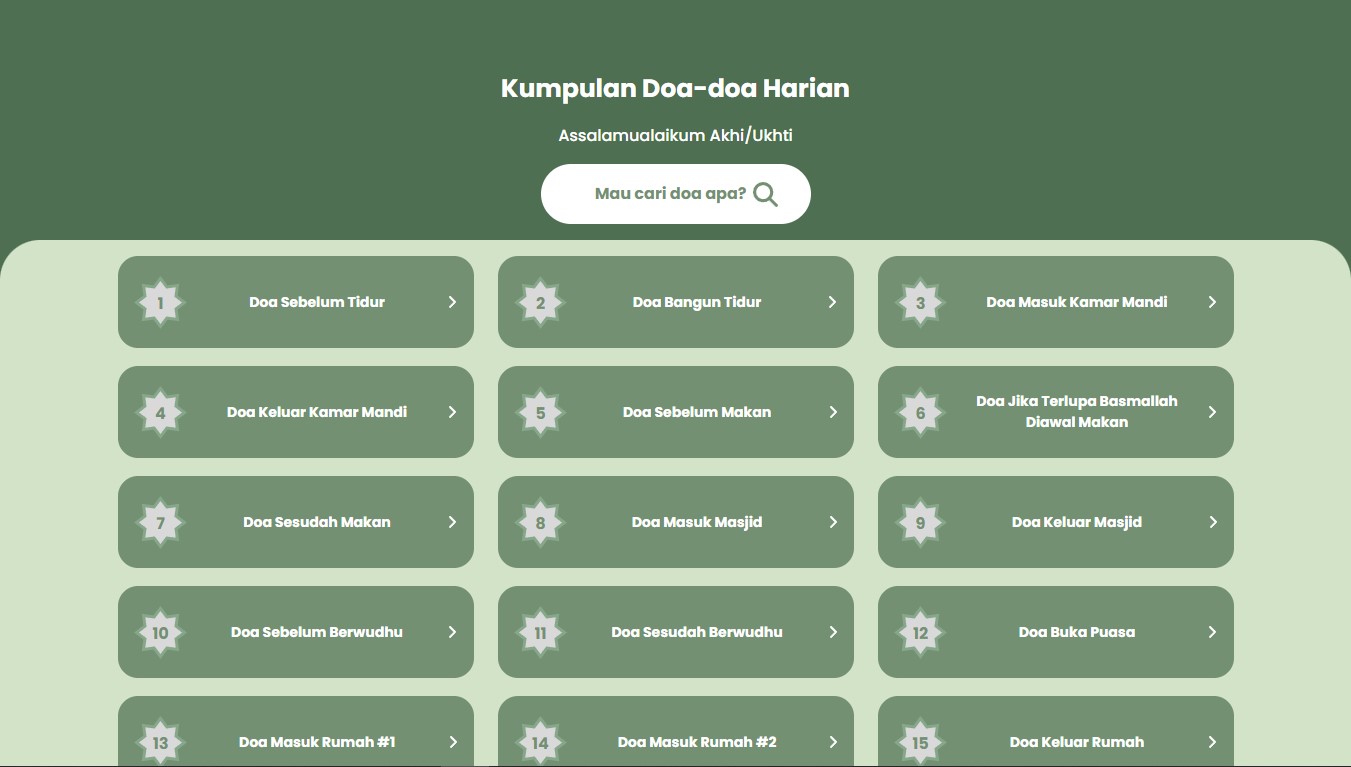 Kumpulan Doa-doa Harian
Assalamualaikum Akhi/Ukhti
Mau cari doa apa?
1 Doa Sebelum Tidur
2 Doa Bangun Tidur
3 Doa Masuk Kamar Mandi
4 Doa Keluar Kamar Mandi
5 Doa Sebelum Makan
6 Doa Jika Terlupa Basmallah
Diawal Makan
7 Doa Sesudah Makan
8 Doa Masuk Masjid
9 Doa Keluar Masjid
10 Doa Sebelum Berwudhu
11 Doa Sesudah Berwudhu
12 Doa Buka Puasa
13 Doa Masuk Rumah #1
14 Doa Masuk Rumah #2
15 Doa Keluar Rumah